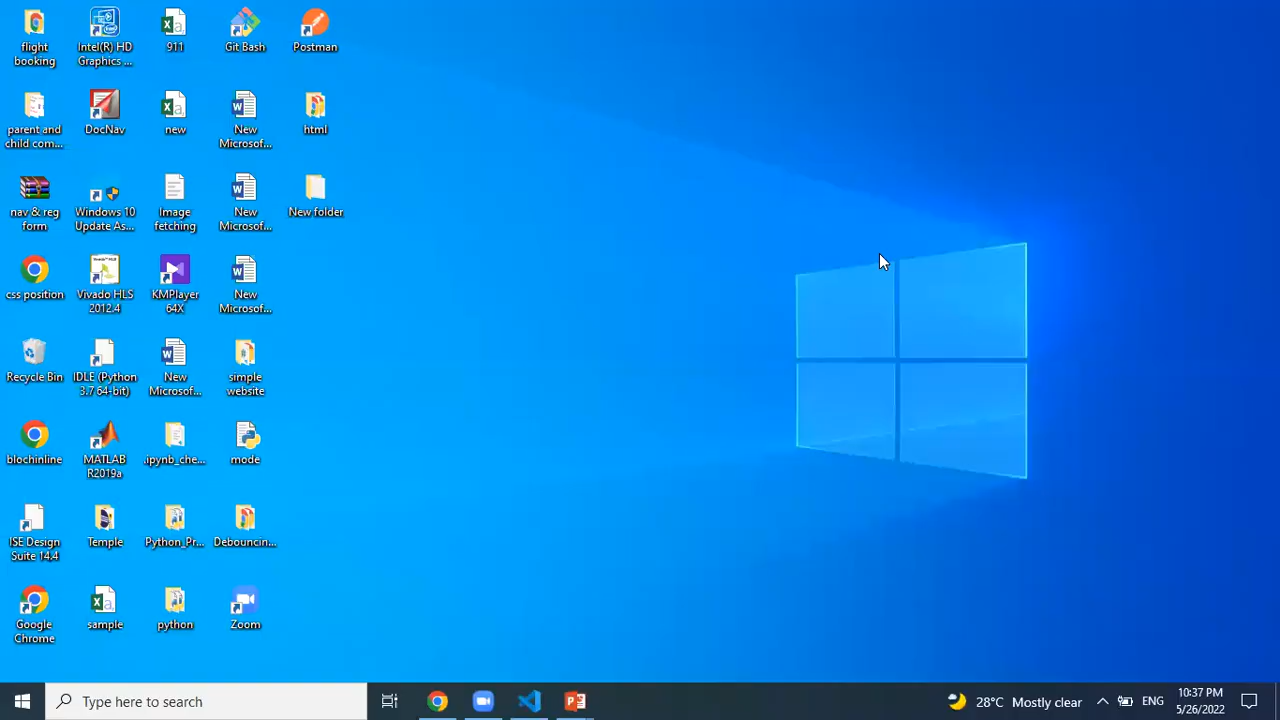 flight
booking
Intel(R) HD
Graphics ...
911
Git Bash
Postman
parent and
child com...
DocNav
new
New
Microsof...
html
nav & reg
form
Windows 10
Update As...
Image
fetching
New
Microsof...
New folder
css position
Vivado HLS
2012.4
KMPlayer
64X
New
Microsof...
Recycle Bin
IDLE (Python
3.7 64-bit)
New
Microsof...
simple
website
blochinline
MATLAB
R2019a
.ipynb_che...
mode
ISE Design
Suite 14.4
Temple
Python_Pr...
Debouncin...
Google
Chrome
sample
python
Zoom
Type here to search
28°C Mostly clear
ENG
10:37 PM
5/26/2022